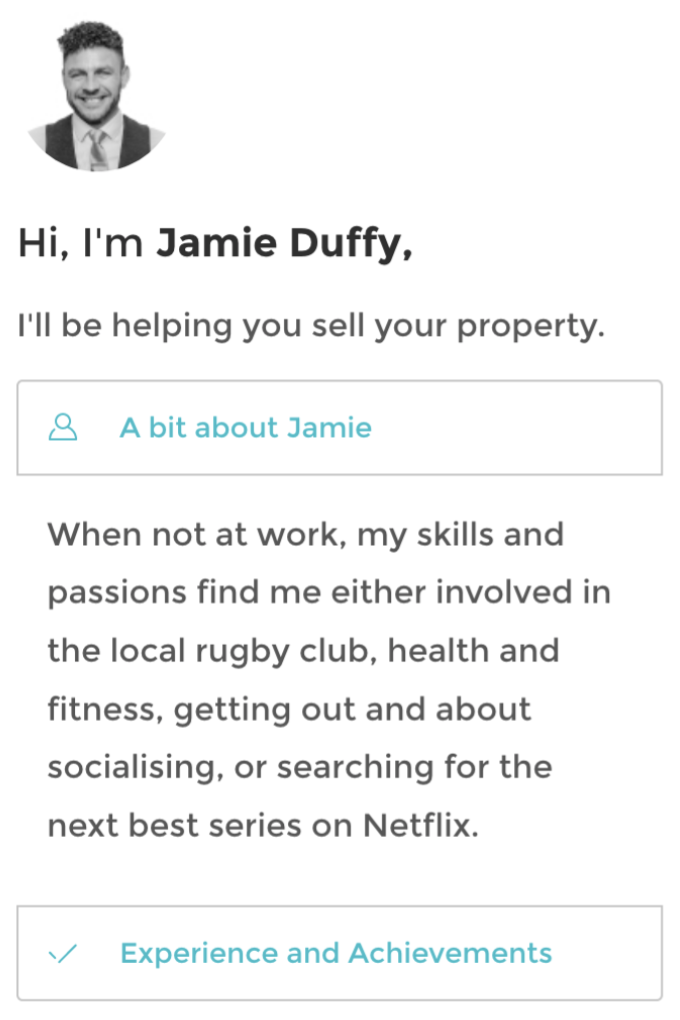 Hi, I'm Jamie Duffy,
I'll be helping you sell your property.
A bit about Jamie
When not at work, my skills and
passions find me either involved in
the local rugby club, health and
fitness, getting out and about
socialising, or searching for the
next best series on Netflix.
Experience and Achievements